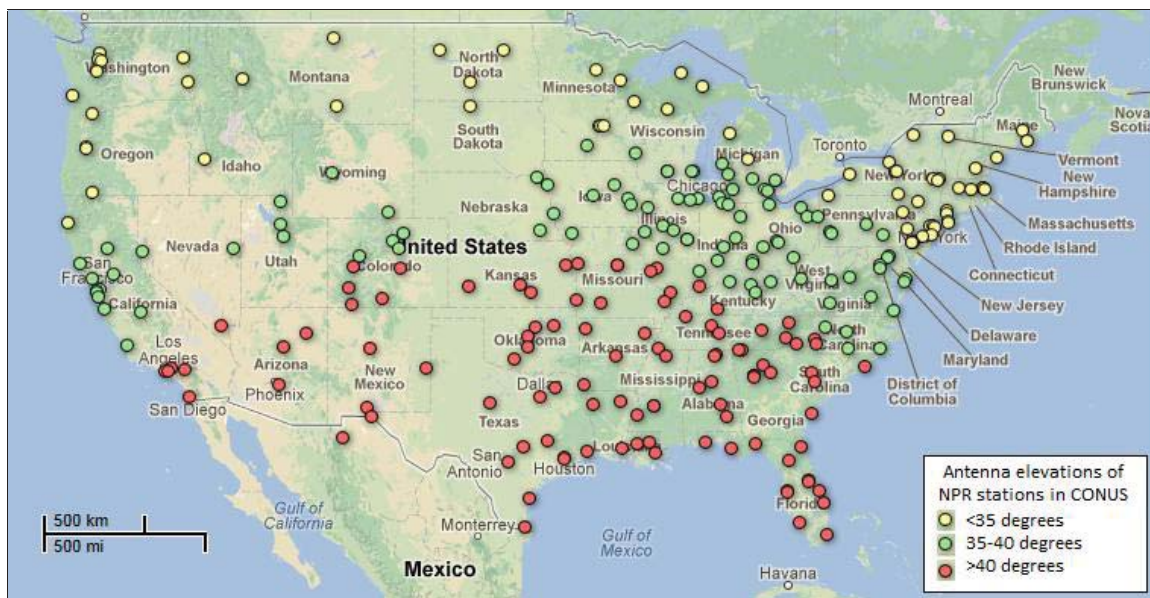 Washington
Montana
North
Dakota
Minnesota
New
Brunswick
Montreal
Nova
Scotia
Maine
Oregon
Idaho
South
Dakota
Wisconsin
Michigan
Toronto
Vermont
New
Hampshire
Wyoming
Nebraska
Iowa
Chicago
New York
Massachusetts
Rhode Island
Connecticut
Nevada
Utah
United States
Colorado
Illinois
Indiana
Ohio
Pennsylvania
New York
New Jersey
San
Francisco
California
Kansas
Missouri
West
Virginia
Kentucky
Virginia
Delaware
Maryland
District of
Columbia
Los
Angeles
Arizona
Phoenix
New
Mexico
Oklahoma
Arkansas
Tennessee
North
Carolina
South
Carolina
San Diego
Dallas
Texas
Mississippi
Alabama
Georgia
San
Antonio
Houston
Louisiana
Florida
Gulf of
California
Monterrey
Gulf of
Mexico
Mexico
Havana
500 km
500 mi
Antenna elevations of
NPR stations in CONUS
<35 degrees
35-40 degrees
>40 degrees